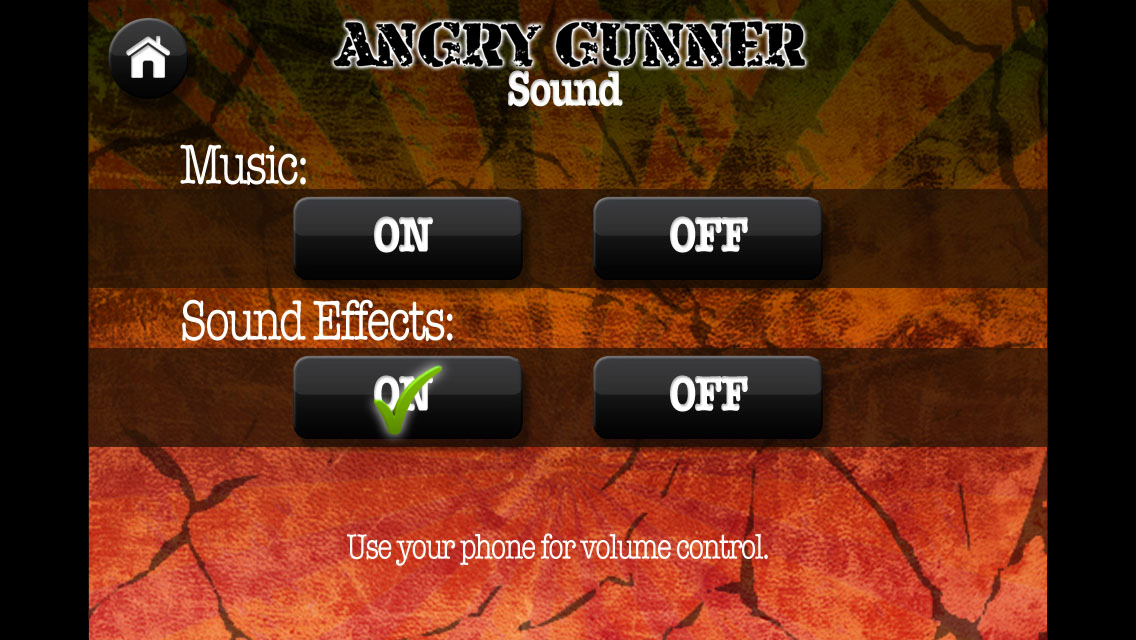 ANGRY GUNNER
Sound
Music:
ON OFF
Sound Effects:
ON OFF
Use your phone for volume control.